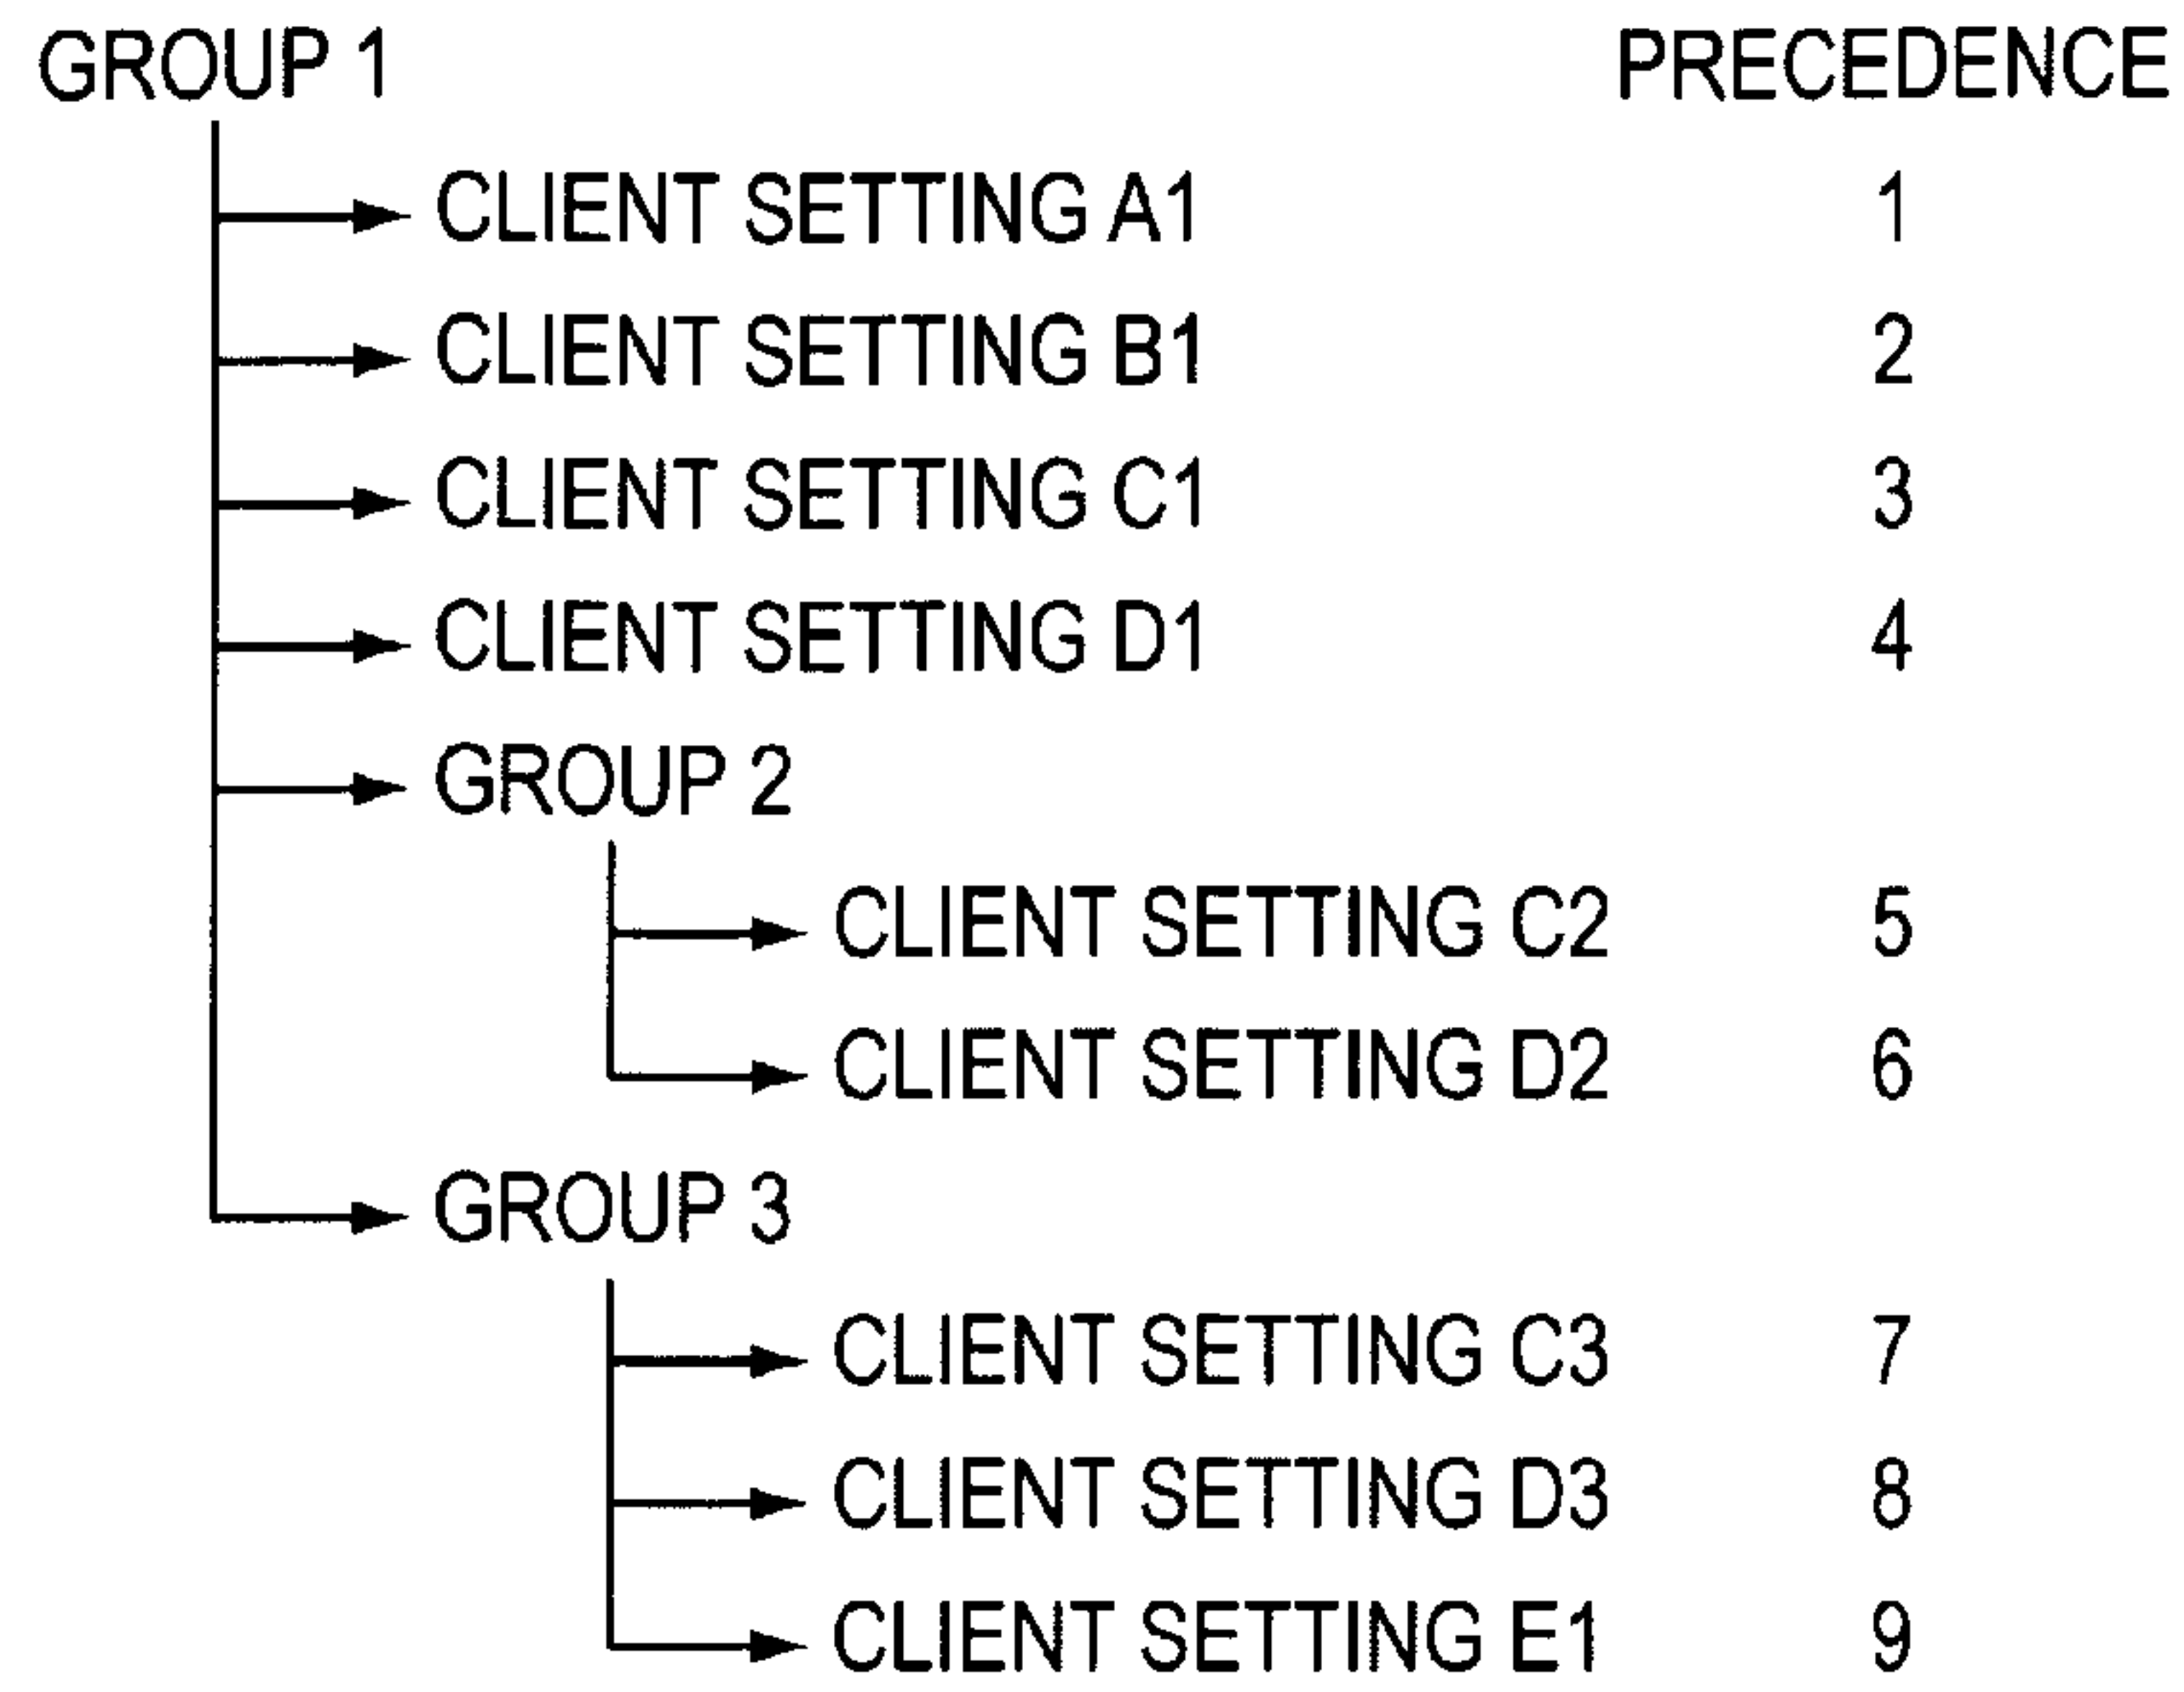 GROUP 1 PRECEDENCE
CLIENT SETTING A1 1
CLIENT SETTING B1 2
CLIENT SETTING C1 3
CLIENT SETTING D1 4
GROUP 2
CLIENT SETTING C2 5
CLIENT SETTING D2 6
GROUP 3
CLIENT SETTING C3 7
CLIENT SETTING D3 8
CLIENT SETTING E1 9